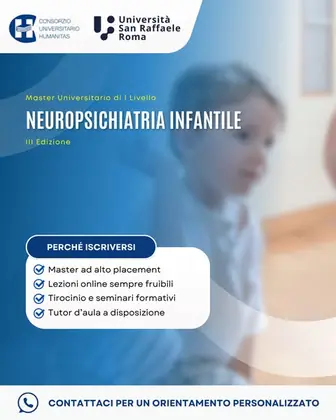 CONSORZIO
UNIVERSITARIO
HUMANITAS
Università
San Raffaele
Roma
Master Universitario di I Livello
NEUROPSICHIATRIA INFANTILE
III Edizione
PERCHÉ ISCRIVERSI
Master ad alto placement
Lezioni online sempre fruibili
Tirocinio e seminari formativi
Tutor d'aula a disposizione
CONTATTACI PER UN ORIENTAMENTO PERSONALIZZATO